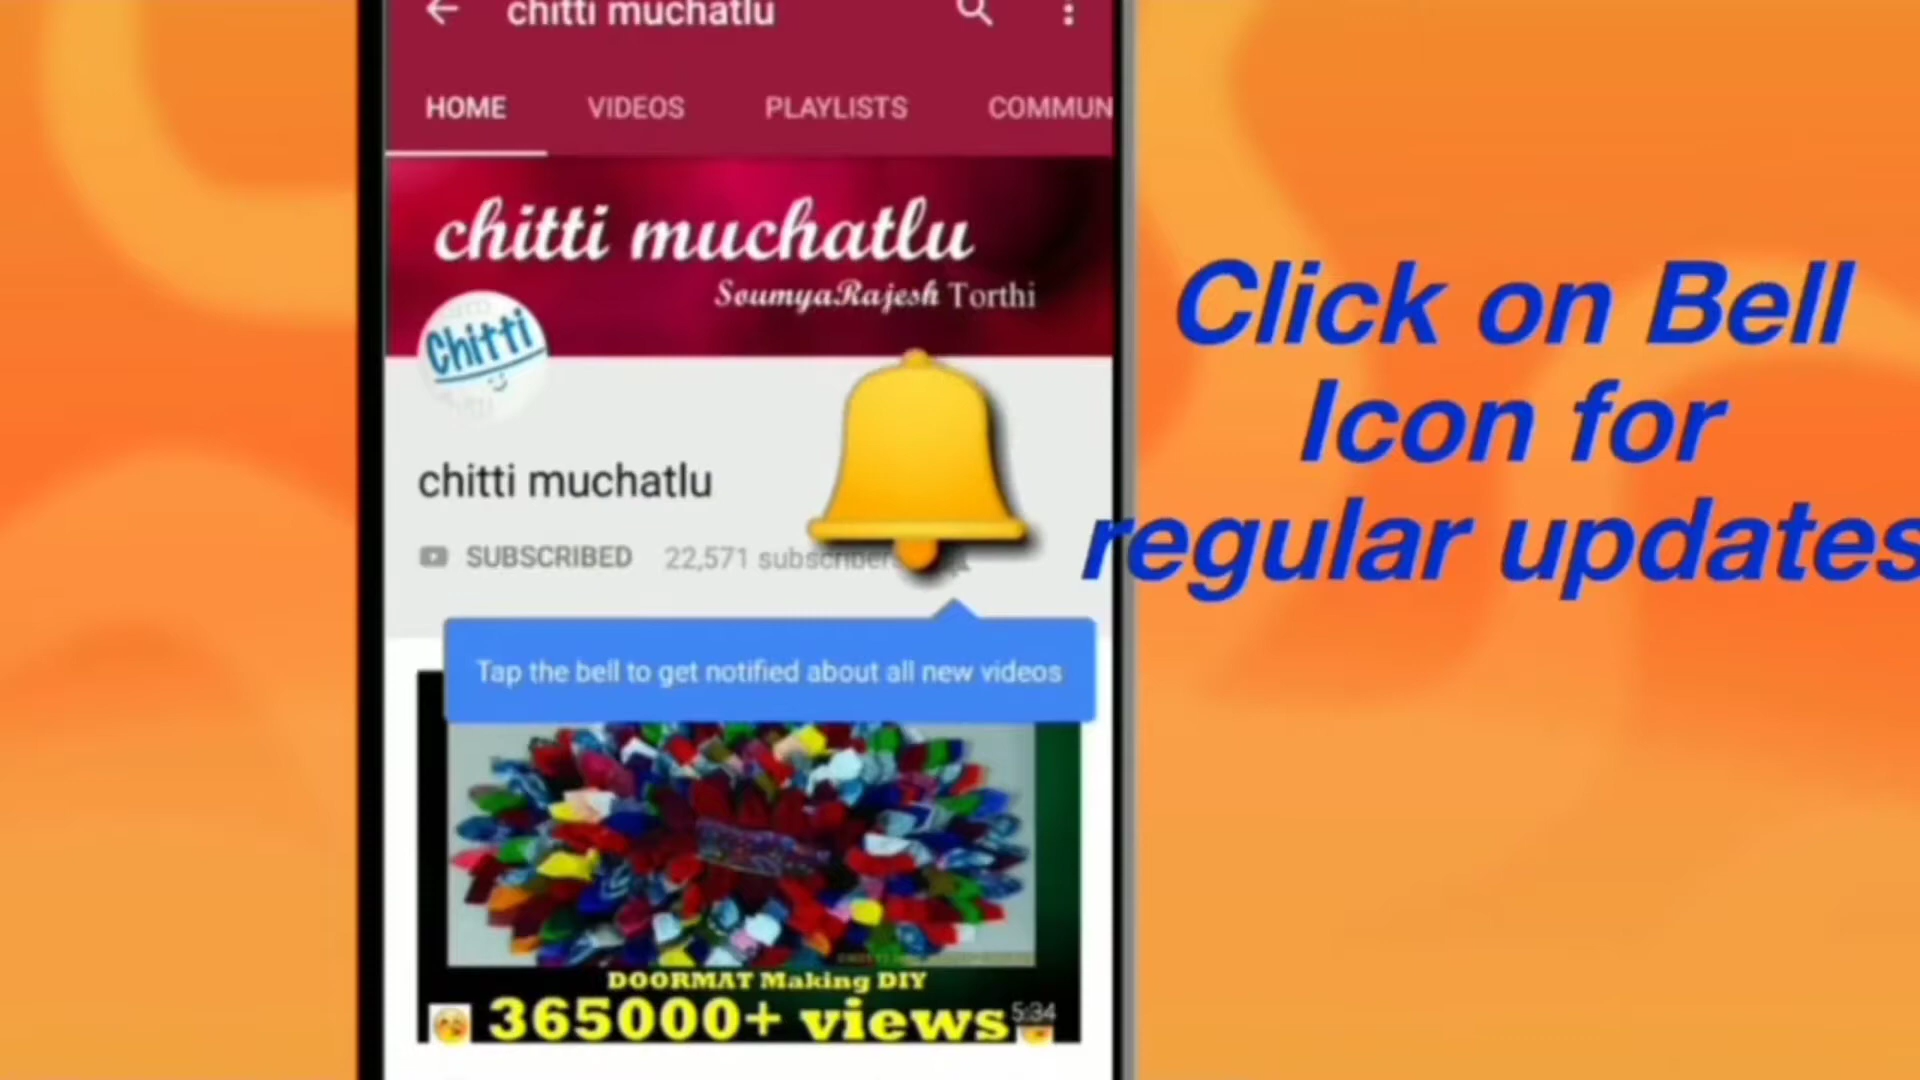 chitti muchatlu
HOME VIDEOS PLAYLISTS COMMUN
chitti muchatlu
SoumyaRajesh Torthi
Chitti
chitti muchatlu
SUBSCRIBED 22,571 subscribers
Tap the bell to get notified about all new videos
DOORMAT Making DIY
365000+ views
5:34
Click on Bell
Icon for
regular updates